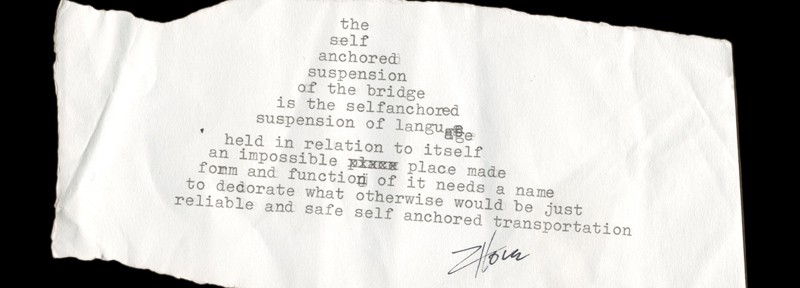 the
self
anchored
suspension
of the bridge
is the selfanchored
suspension of language
held in relation to itself
an impossible place made
form and function of it needs a name
to decorate what otherwise would be just
reliable and safe self anchored transportation